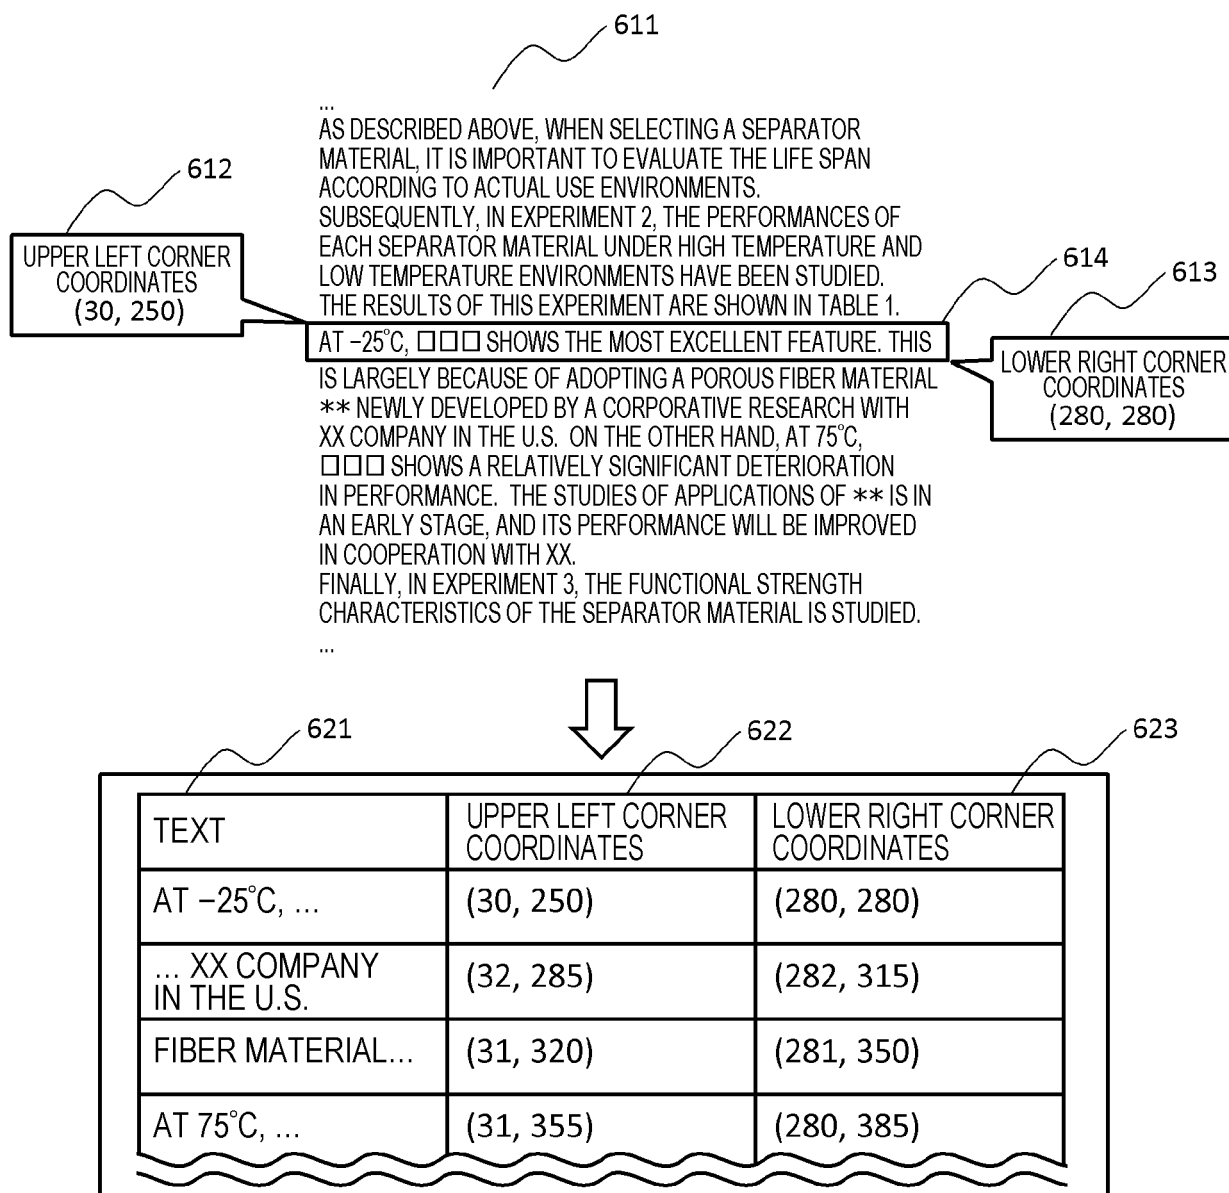 611
...
AS DESCRIBED ABOVE, WHEN SELECTING A SEPARATOR
MATERIAL, IT IS IMPORTANT TO EVALUATE THE LIFE SPAN
ACCORDING TO ACTUAL USE ENVIRONMENTS.
SUBSEQUENTLY, IN EXPERIMENT 2, THE PERFORMANCES OF
EACH SEPARATOR MATERIAL UNDER HIGH TEMPERATURE AND
LOW TEMPERATURE ENVIRONMENTS HAVE BEEN STUDIED.
THE RESULTS OF THIS EXPERIMENT ARE SHOWN IN TABLE 1.
AT −25°C, □□□ SHOWS THE MOST EXCELLENT FEATURE. THIS
IS LARGELY BECAUSE OF ADOPTING A POROUS FIBER MATERIAL
** NEWLY DEVELOPED BY A CORPORATIVE RESEARCH WITH
XX COMPANY IN THE U.S. ON THE OTHER HAND, AT 75°C,
□□□ SHOWS A RELATIVELY SIGNIFICANT DETERIORATION
IN PERFORMANCE. THE STUDIES OF APPLICATIONS OF ** IS IN
AN EARLY STAGE, AND ITS PERFORMANCE WILL BE IMPROVED
IN COOPERATION WITH XX.
FINALLY, IN EXPERIMENT 3, THE FUNCTIONAL STRENGTH
CHARACTERISTICS OF THE SEPARATOR MATERIAL IS STUDIED.
...
612
UPPER LEFT CORNER
COORDINATES
(30, 250)
614
613
LOWER RIGHT CORNER
COORDINATES
(280, 280)
621
622
623
TEXT
UPPER LEFT CORNER
COORDINATES
LOWER RIGHT CORNER
COORDINATES
AT −25°C, ...
(30, 250)
(280, 280)
... XX COMPANY
IN THE U.S.
(32, 285)
(282, 315)
FIBER MATERIAL...
(31, 320)
(281, 350)
AT 75°C, ...
(31, 355)
(280, 385)